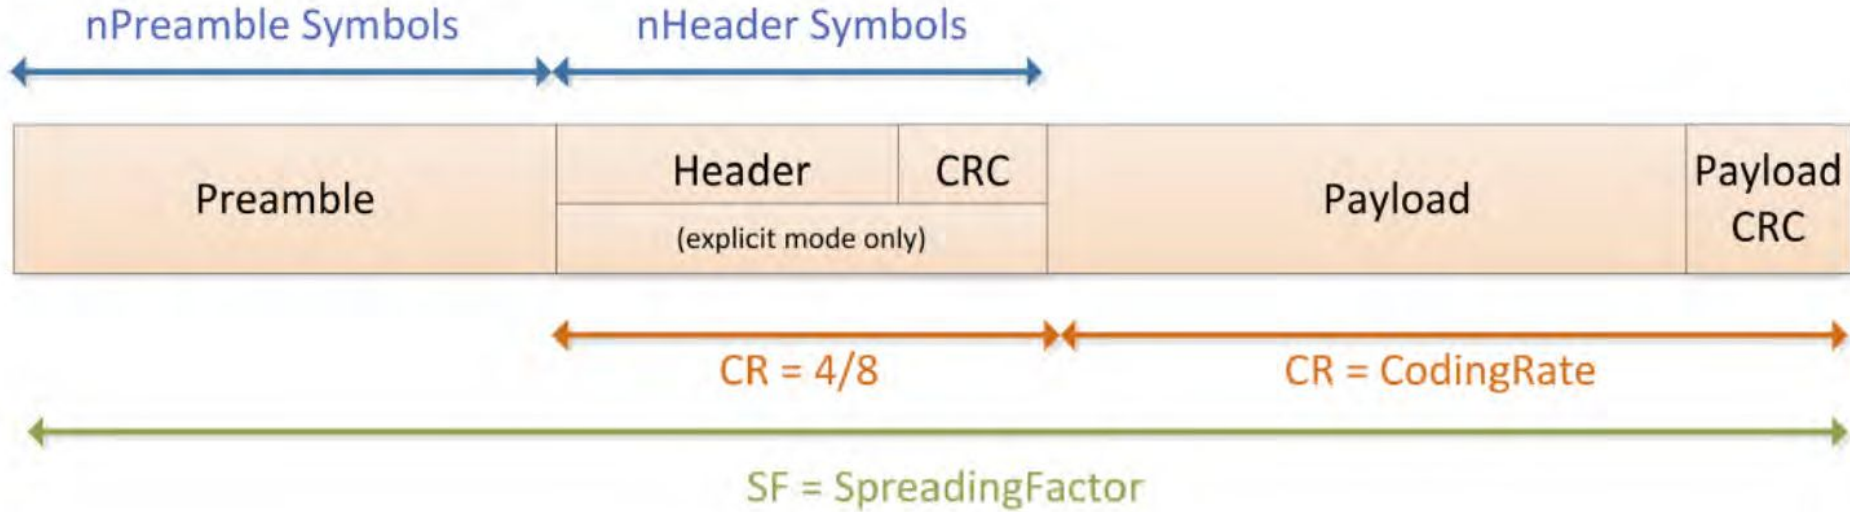 nPreamble Symbols
nHeader Symbols
Preamble
Header
CRC
(explicit mode only)
Payload
Payload
CRC
CR = 4/8
CR = CodingRate
SF = SpreadingFactor